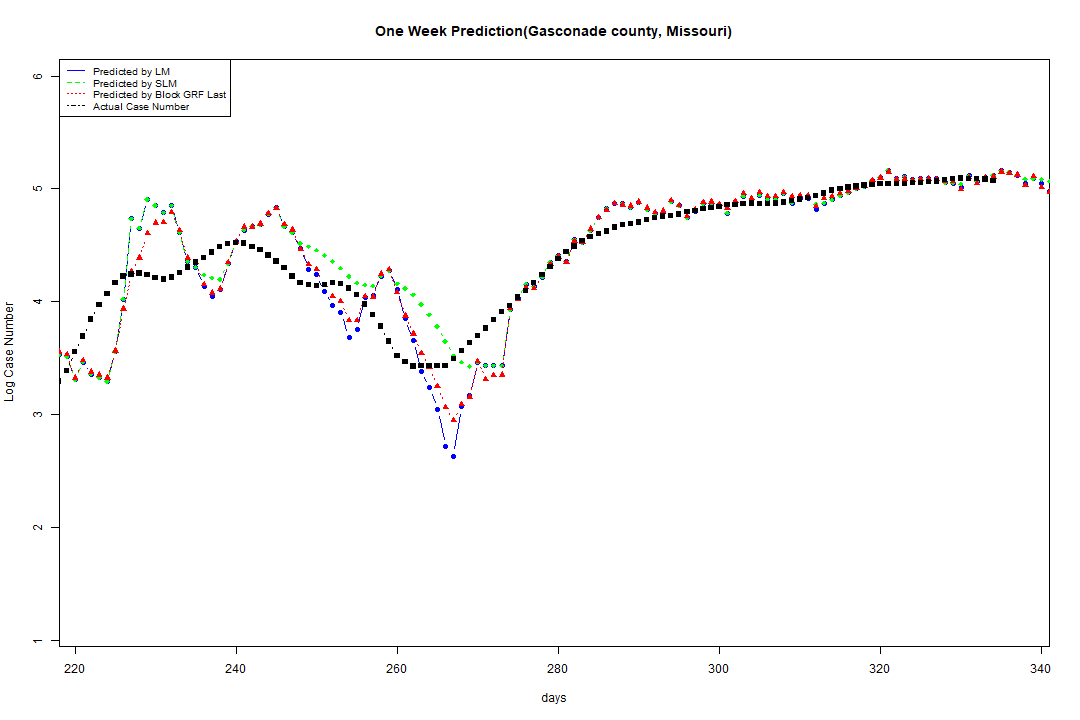 One Week Prediction(Gasconade county, Missouri)
Predicted by LM
Predicted by SLM
Predicted by Block GRF Last
Actual Case Number
6
5
4
3
2
1
Log Case Number
220 240 260 280 300 320 340
days